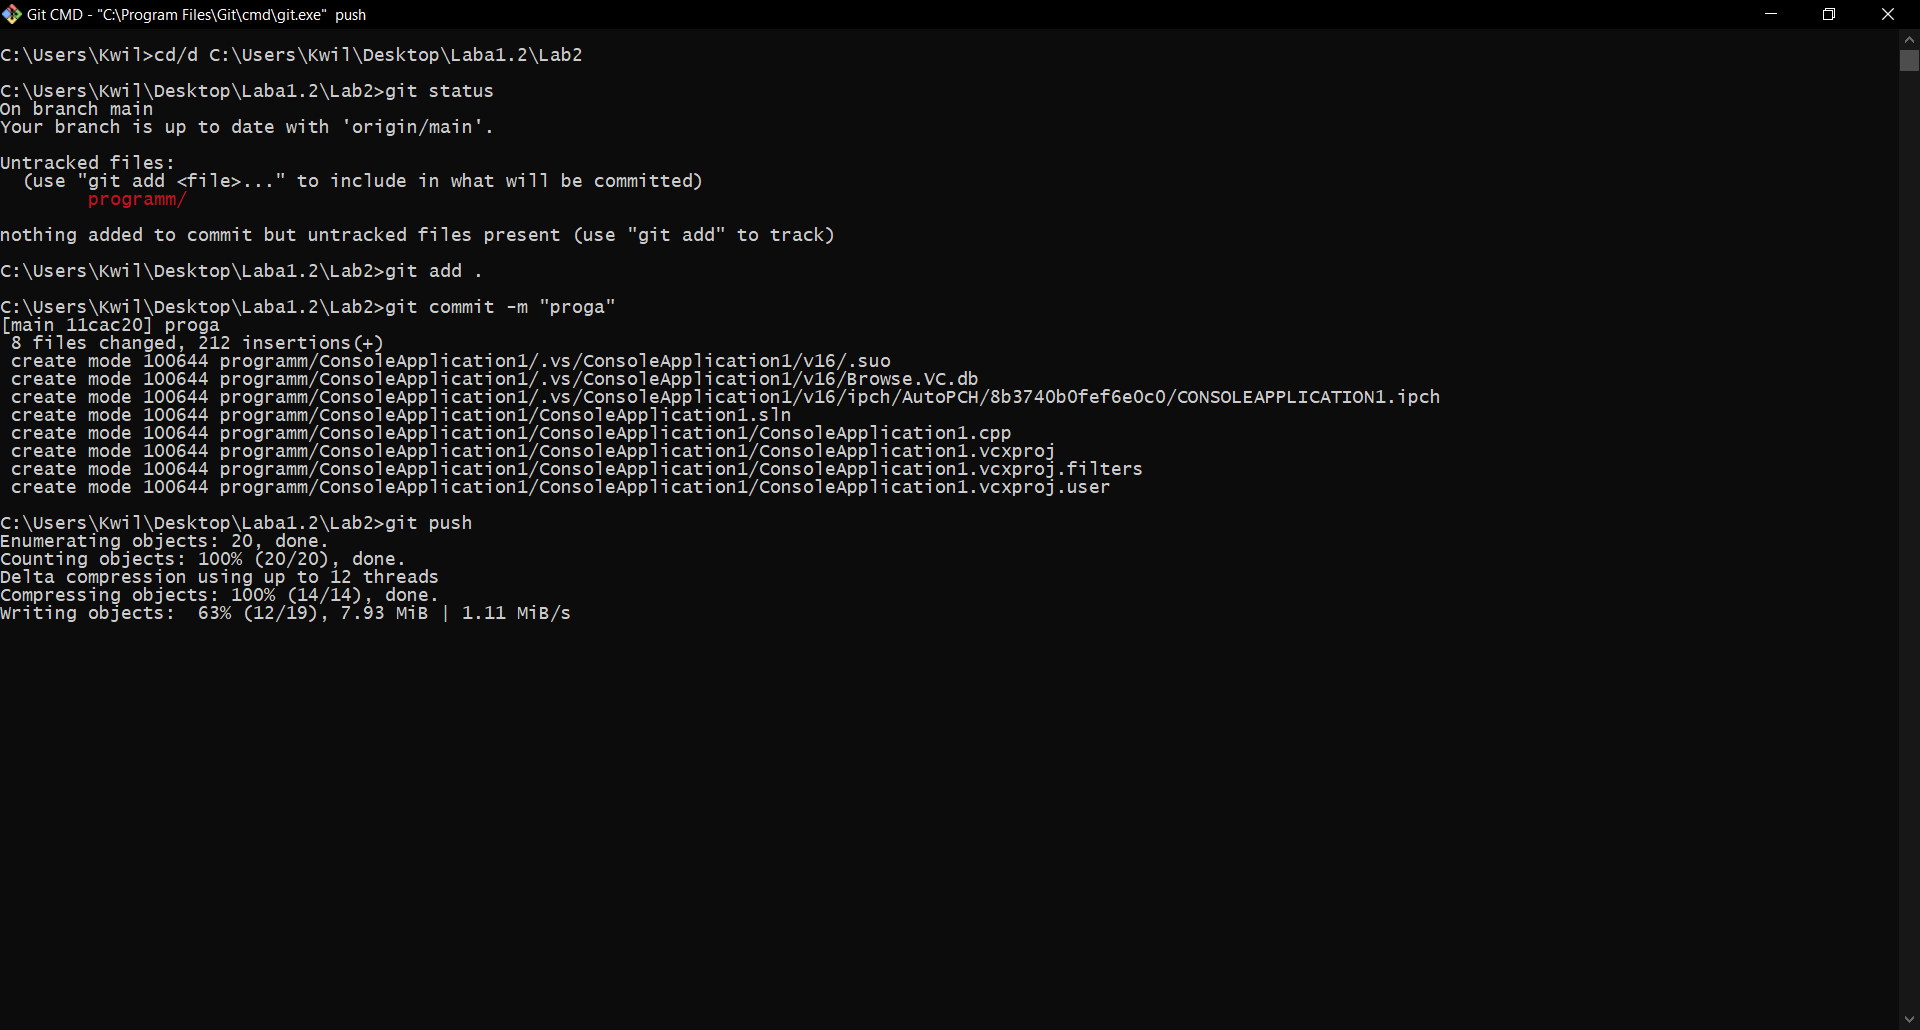 Git CMD - "C:\Program Files\Git\cmd\git.exe" push
C:\Users\Kwil>cd/d C:\Users\Kwil\Desktop\Laba1.2\Lab2
C:\Users\Kwil\Desktop\Laba1.2\Lab2>git status
On branch main
Your branch is up to date with 'origin/main'.
Untracked files:
  (use "git add <file>..." to include in what will be committed)
        programm/
nothing added to commit but untracked files present (use "git add" to track)
C:\Users\Kwil\Desktop\Laba1.2\Lab2>git add .
C:\Users\Kwil\Desktop\Laba1.2\Lab2>git commit -m "proga"
[main 11cac20] proga
 8 files changed, 212 insertions(+)
 create mode 100644 programm/ConsoleApplication1/.vs/ConsoleApplication1/v16/.suo
 create mode 100644 programm/ConsoleApplication1/.vs/ConsoleApplication1/v16/Browse.VC.db
 create mode 100644 programm/ConsoleApplication1/.vs/ConsoleApplication1/v16/ipch/AutoPCH/8b3740b0fef6e0c0/CONSOLEAPPLICATION1.ipch
 create mode 100644 programm/ConsoleApplication1/ConsoleApplication1.sln
 create mode 100644 programm/ConsoleApplication1/ConsoleApplication1/ConsoleApplication1.cpp
 create mode 100644 programm/ConsoleApplication1/ConsoleApplication1/ConsoleApplication1.vcxproj
 create mode 100644 programm/ConsoleApplication1/ConsoleApplication1/ConsoleApplication1.vcxproj.filters
 create mode 100644 programm/ConsoleApplication1/ConsoleApplication1/ConsoleApplication1.vcxproj.user
C:\Users\Kwil\Desktop\Laba1.2\Lab2>git push
Enumerating objects: 20, done.
Counting objects: 100% (20/20), done.
Delta compression using up to 12 threads
Compressing objects: 100% (14/14), done.
Writing objects:  63% (12/19), 7.93 MiB | 1.11 MiB/s